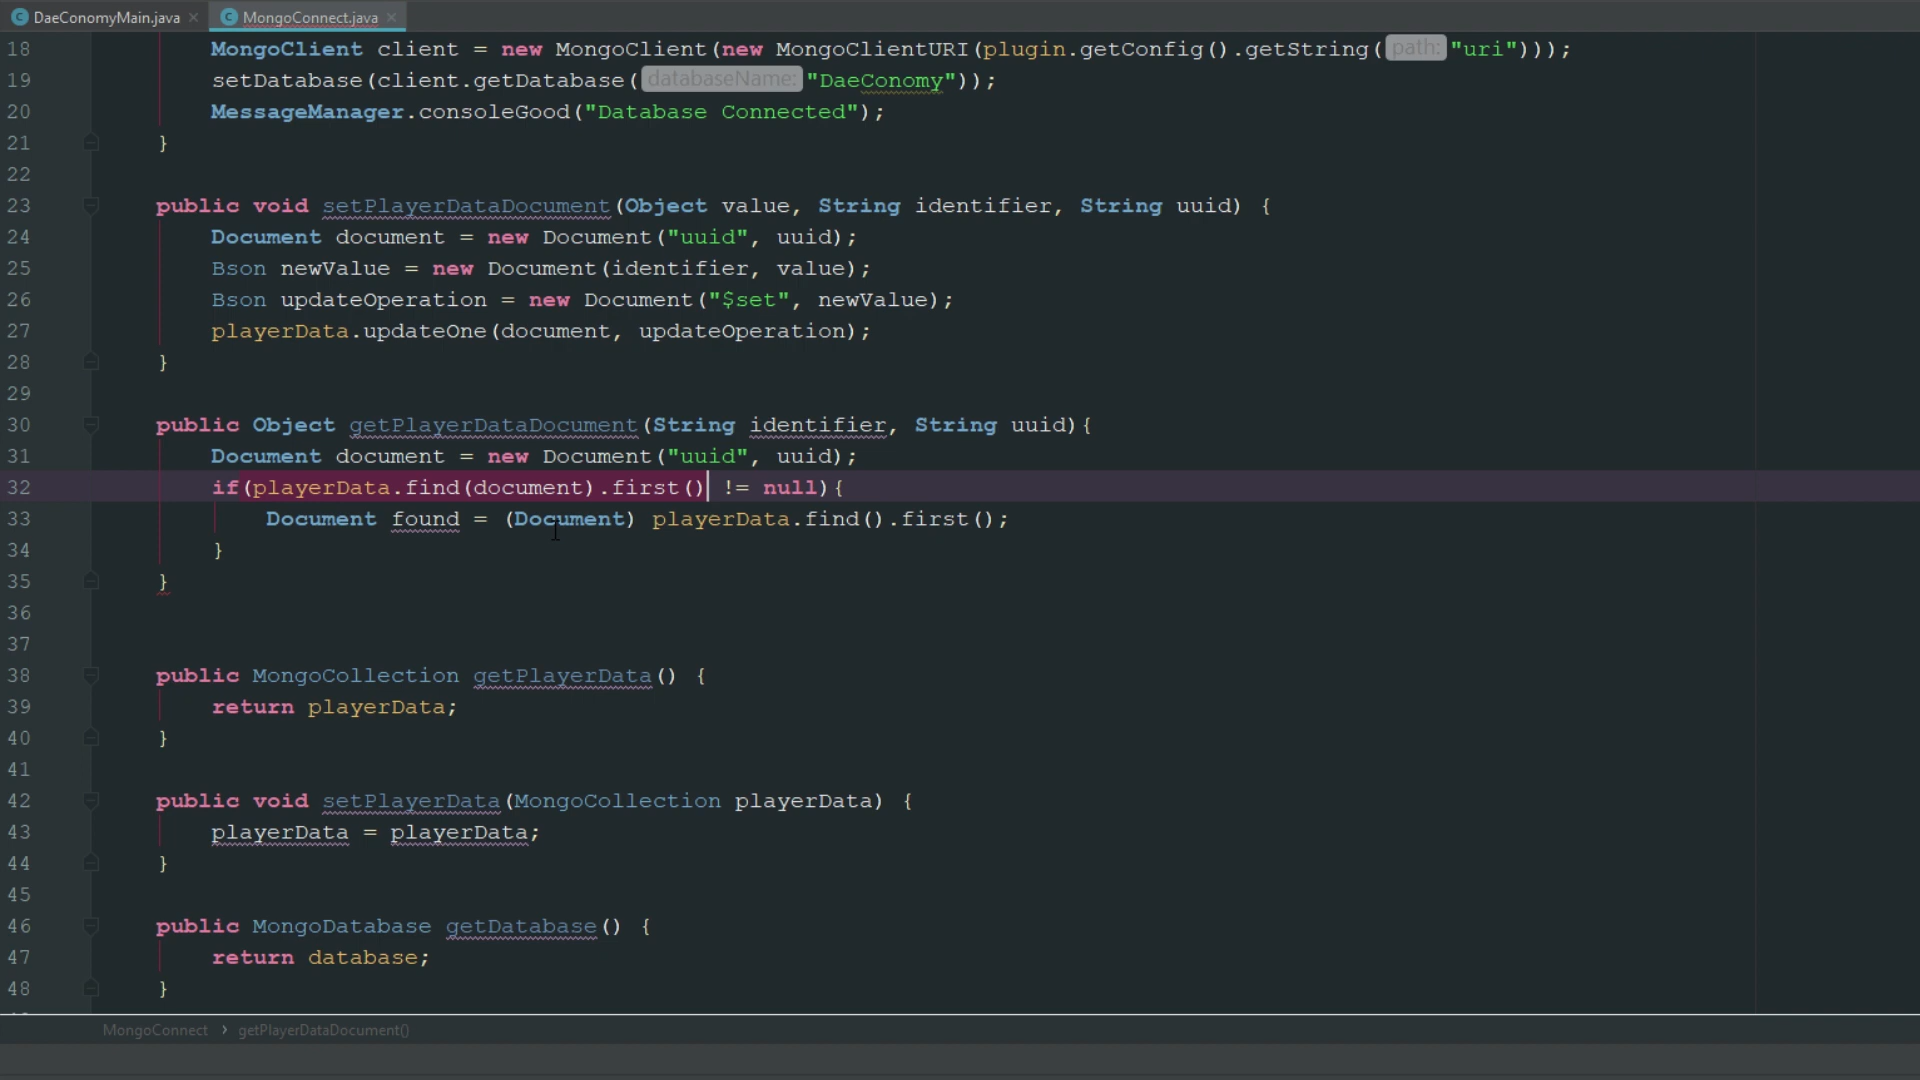 DaeConomyMain.java MongoConnect.java
18 MongoClient client = new MongoClient(new MongoClientURI(plugin.getConfig().getString( path: "uri")));
19 setDatabase(client.getDatabase( databaseName: "DaeConomy"));
20 MessageManager.consoleGood("Database Connected");
21 }
22
23 public void setPlayerDataDocument(Object value, String identifier, String uuid) {
24 Document document = new Document("uuid", uuid);
25 Bson newValue = new Document(identifier, value);
26 Bson updateOperation = new Document("$set", newValue);
27 playerData.updateOne(document, updateOperation);
28 }
29
30 public Object getPlayerDataDocument(String identifier, String uuid){
31 Document document = new Document("uuid", uuid);
32 if(playerData.find(document).first() != null){
33 Document found = (Document) playerData.find().first();
34 }
35 }
36
37
38 public MongoCollection getPlayerData() {
39 return playerData;
40 }
41
42 public void setPlayerData(MongoCollection playerData) {
43 playerData = playerData;
44 }
45
46 public MongoDatabase getDatabase() {
47 return database;
48 }
MongoConnect › getPlayerDataDocument()